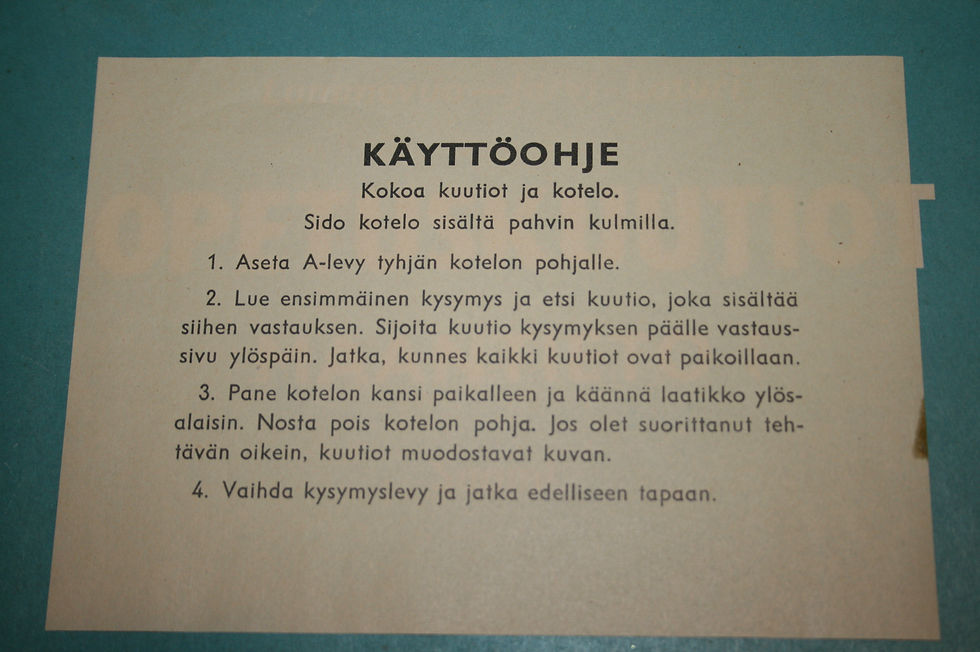 KÄYTTÖOHJE
Kokoa kuutiot ja kotelo.
Sido kotelo sisältä pahvin kulmilla.
1. Aseta A-levy tyhjän kotelon pohjalle.
2. Lue ensimmäinen kysymys ja etsi kuutio, joka sisältää
siihen vastauksen. Sijoita kuutio kysymyksen päälle vastaus-
sivu ylöspäin. Jatka, kunnes kaikki kuutiot ovat paikoillaan.
3. Pane kotelon kansi paikalleen ja käännä laatikko ylös-
alaisin. Nosta pois kotelon pohja. Jos olet suorittanut teh-
tävän oikein, kuutiot muodostavat kuvan.
4. Vaihda kysymyslevy ja jatka edelliseen tapaan.